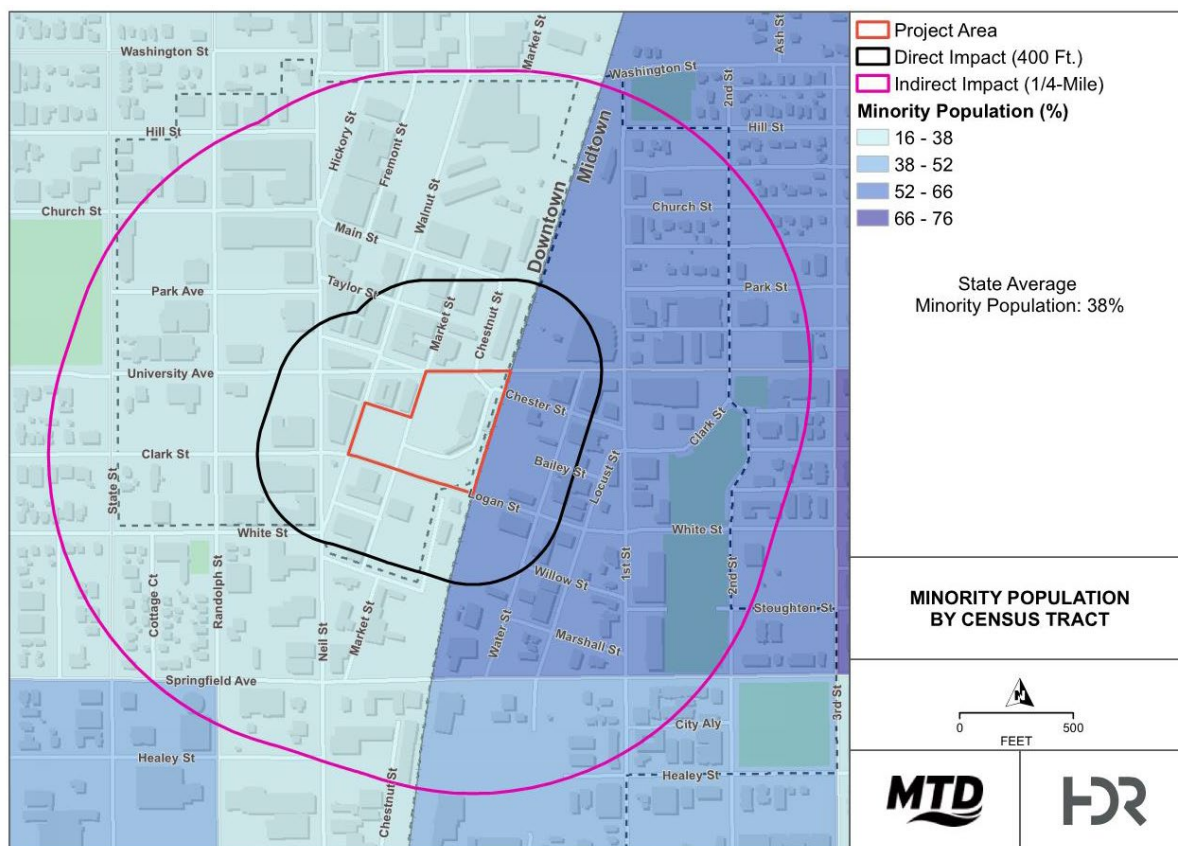 Washington St
Market St
Washington St
2nd St
Ash St
Hill St
Hickory St
Fremont St
Walnut St
Midtown
Downtown
Hill St
Church St
Church St
Main St
Park Ave
Taylor St
Market St
Chestnut St
Park St
University Ave
Chester St
Clark St
Clark St
State St
Bailey St
Locust St
Logan St
White St
White St
Cottage Ct
Randolph St
Neil St
Market St
Willow St
1st St
2nd St
Stoughton St
Water St
Marshall St
Springfield Ave
City Aly
3rd St
Healey St
Chestnut St
Healey St
Project Area
Direct Impact (400 Ft.)
Indirect Impact (1/4-Mile)
Minority Population (%)
16 - 38
38 - 52
52 - 66
66 - 76
State Average
Minority Population: 38%
MINORITY POPULATION
BY CENSUS TRACT
N
0 500
FEET
MTD
HDR